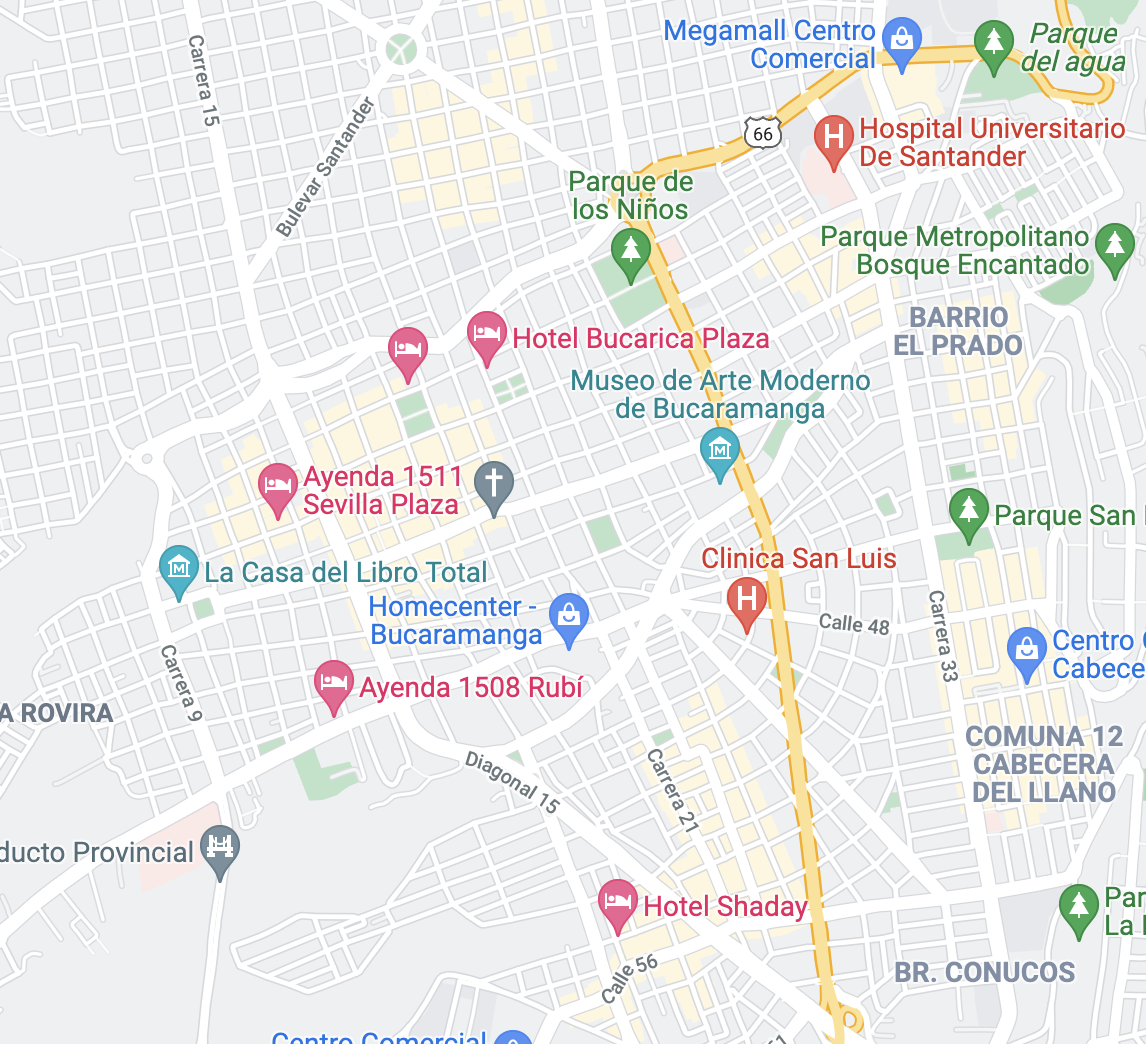 Megamall Centro
Comercial
Parque
del agua
Carrera 15
66
Hospital Universitario
De Santander
Bulevar Santander
Parque de
los Niños
Parque Metropolitano
Bosque Encantado
BARRIO
EL PRADO
Hotel Bucarica Plaza
Museo de Arte Moderno
de Bucaramanga
M
Ayenda 1511
Sevilla Plaza
Parque San
Clinica San Luis
H
H
La Casa del Libro Total
M
Homecenter -
Bucaramanga
Calle 48
Carrera 33
Centro
Cabece
Carrera 9
Ayenda 1508 Rubí
A ROVIRA
COMUNA 12
CABECERA
DEL LLANO
Diagonal 15
Carrera 21
ducto Provincial
Hotel Shaday
Par
La
Calle 56
BR. CONUCOS
Centro Comercial